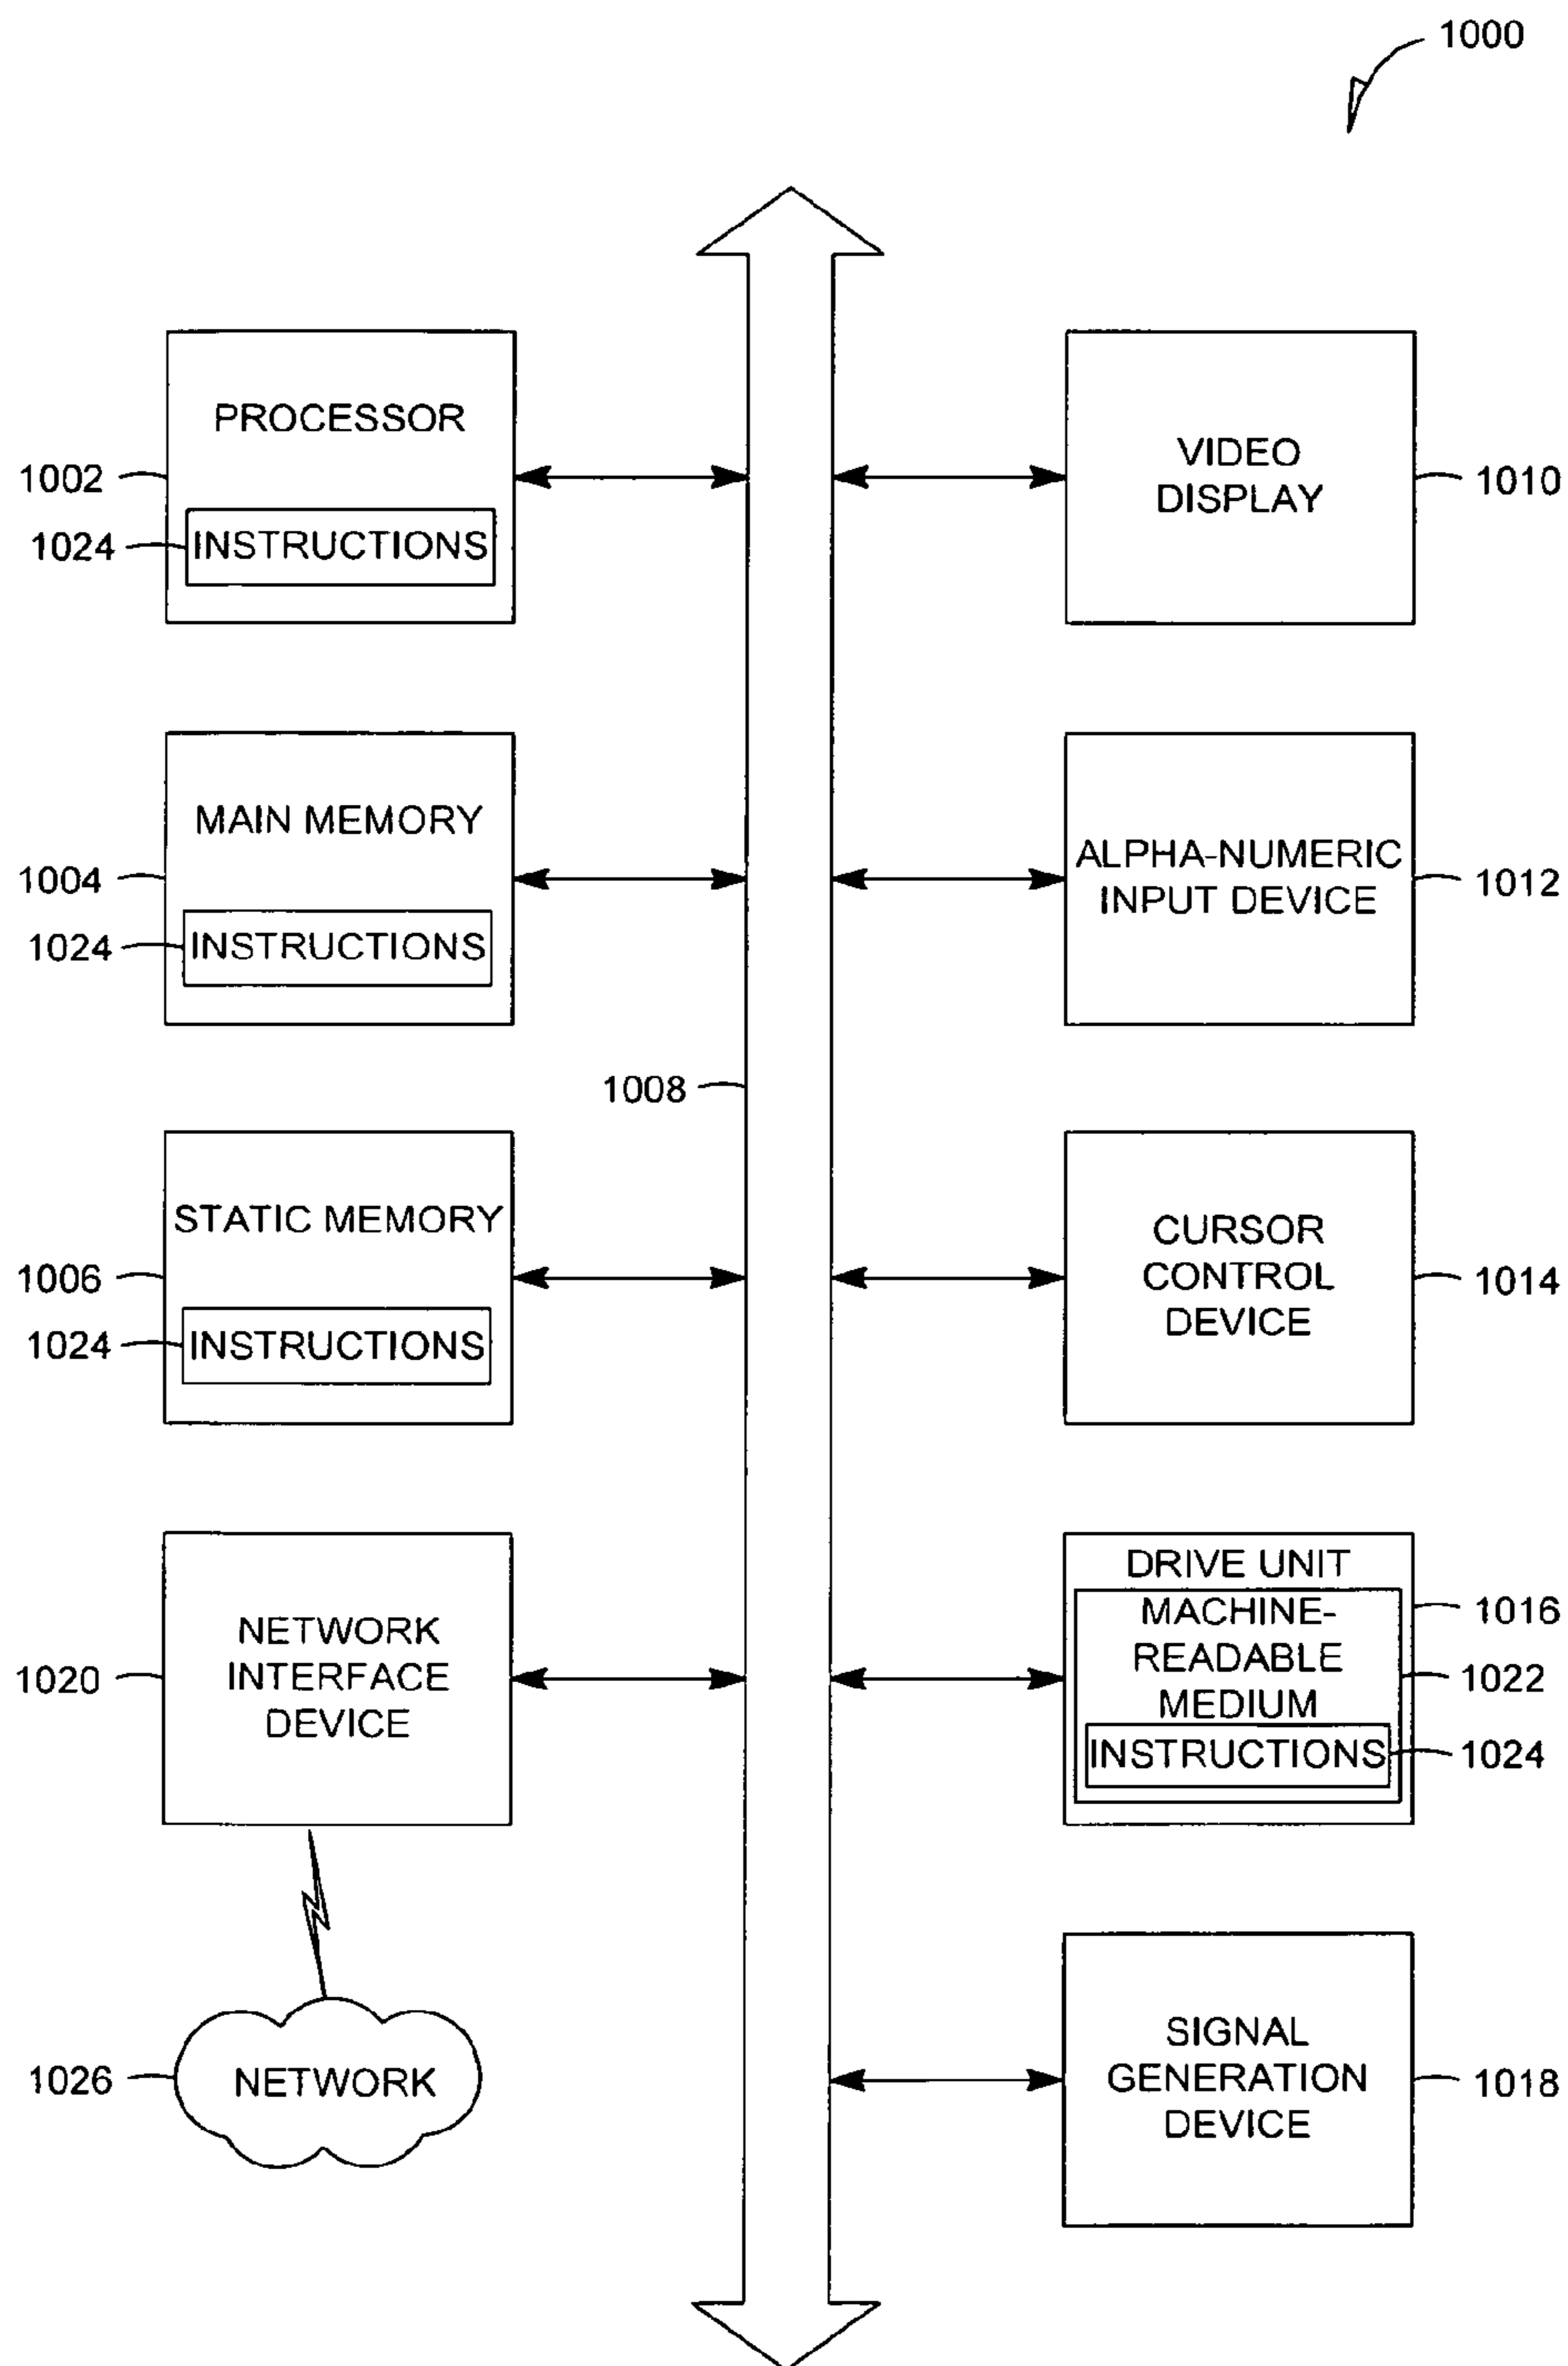 1000
PROCESSOR
1002
1024
INSTRUCTIONS
VIDEO
DISPLAY
1010
MAIN MEMORY
1004
1024
INSTRUCTIONS
ALPHA-NUMERIC
INPUT DEVICE
1012
1008
STATIC MEMORY
1006
1024
INSTRUCTIONS
CURSOR
CONTROL
DEVICE
1014
NETWORK
INTERFACE
DEVICE
1020
DRIVE UNIT
1016
MACHINE-
READABLE
MEDIUM
1022
INSTRUCTIONS
1024
1026
NETWORK
SIGNAL
GENERATION
DEVICE
1018